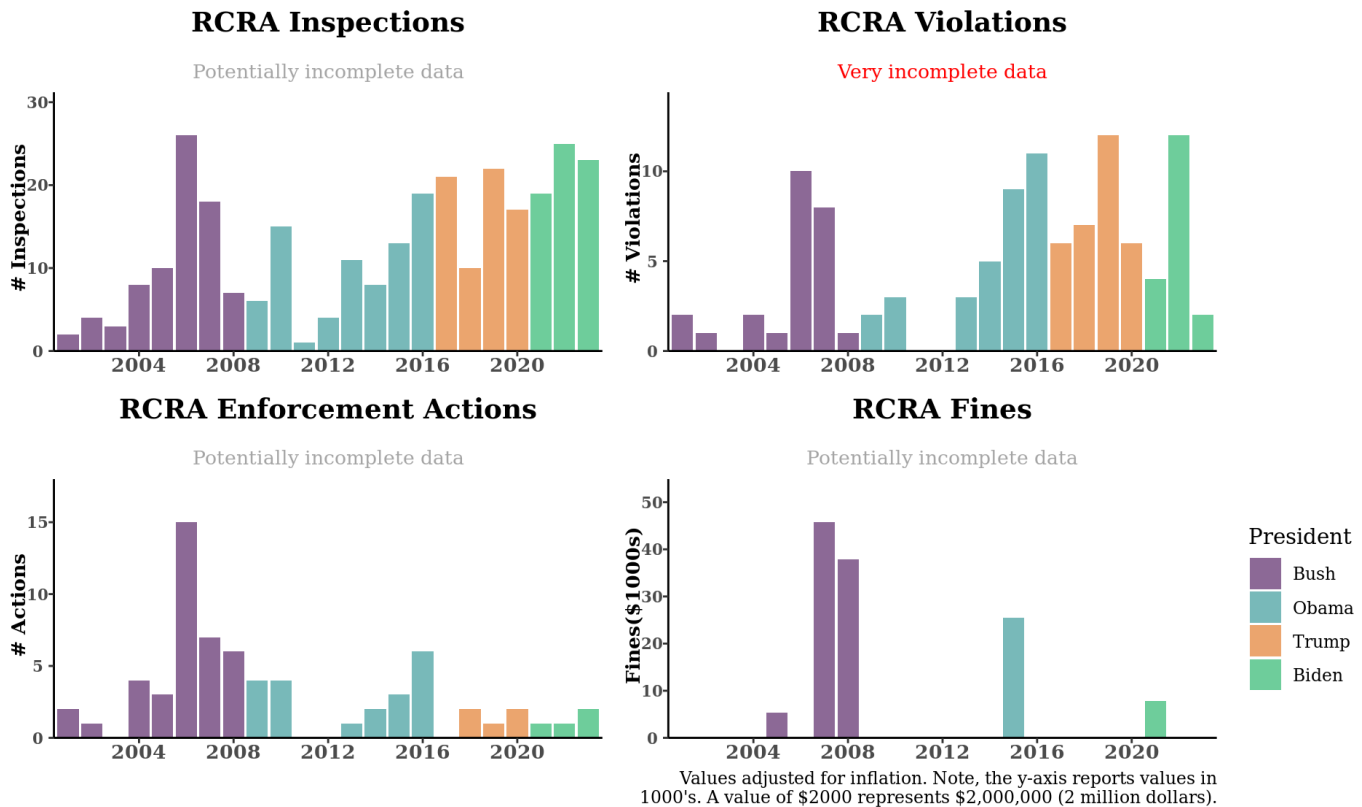 RCRA Inspections
Potentially incomplete data
# Inspections
30
20
10
0
2004 2008 2012 2016 2020
RCRA Violations
Very incomplete data
# Violations
10
5
0
2004 2008 2012 2016 2020
RCRA Enforcement Actions
Potentially incomplete data
# Actions
15
10
5
0
2004 2008 2012 2016 2020
RCRA Fines
Potentially incomplete data
Fines($1000s)
50
40
30
20
10
0
2004 2008 2012 2016 2020
President
Bush
Obama
Trump
Biden
Values adjusted for inflation. Note, the y-axis reports values in
1000's. A value of $2000 represents $2,000,000 (2 million dollars).